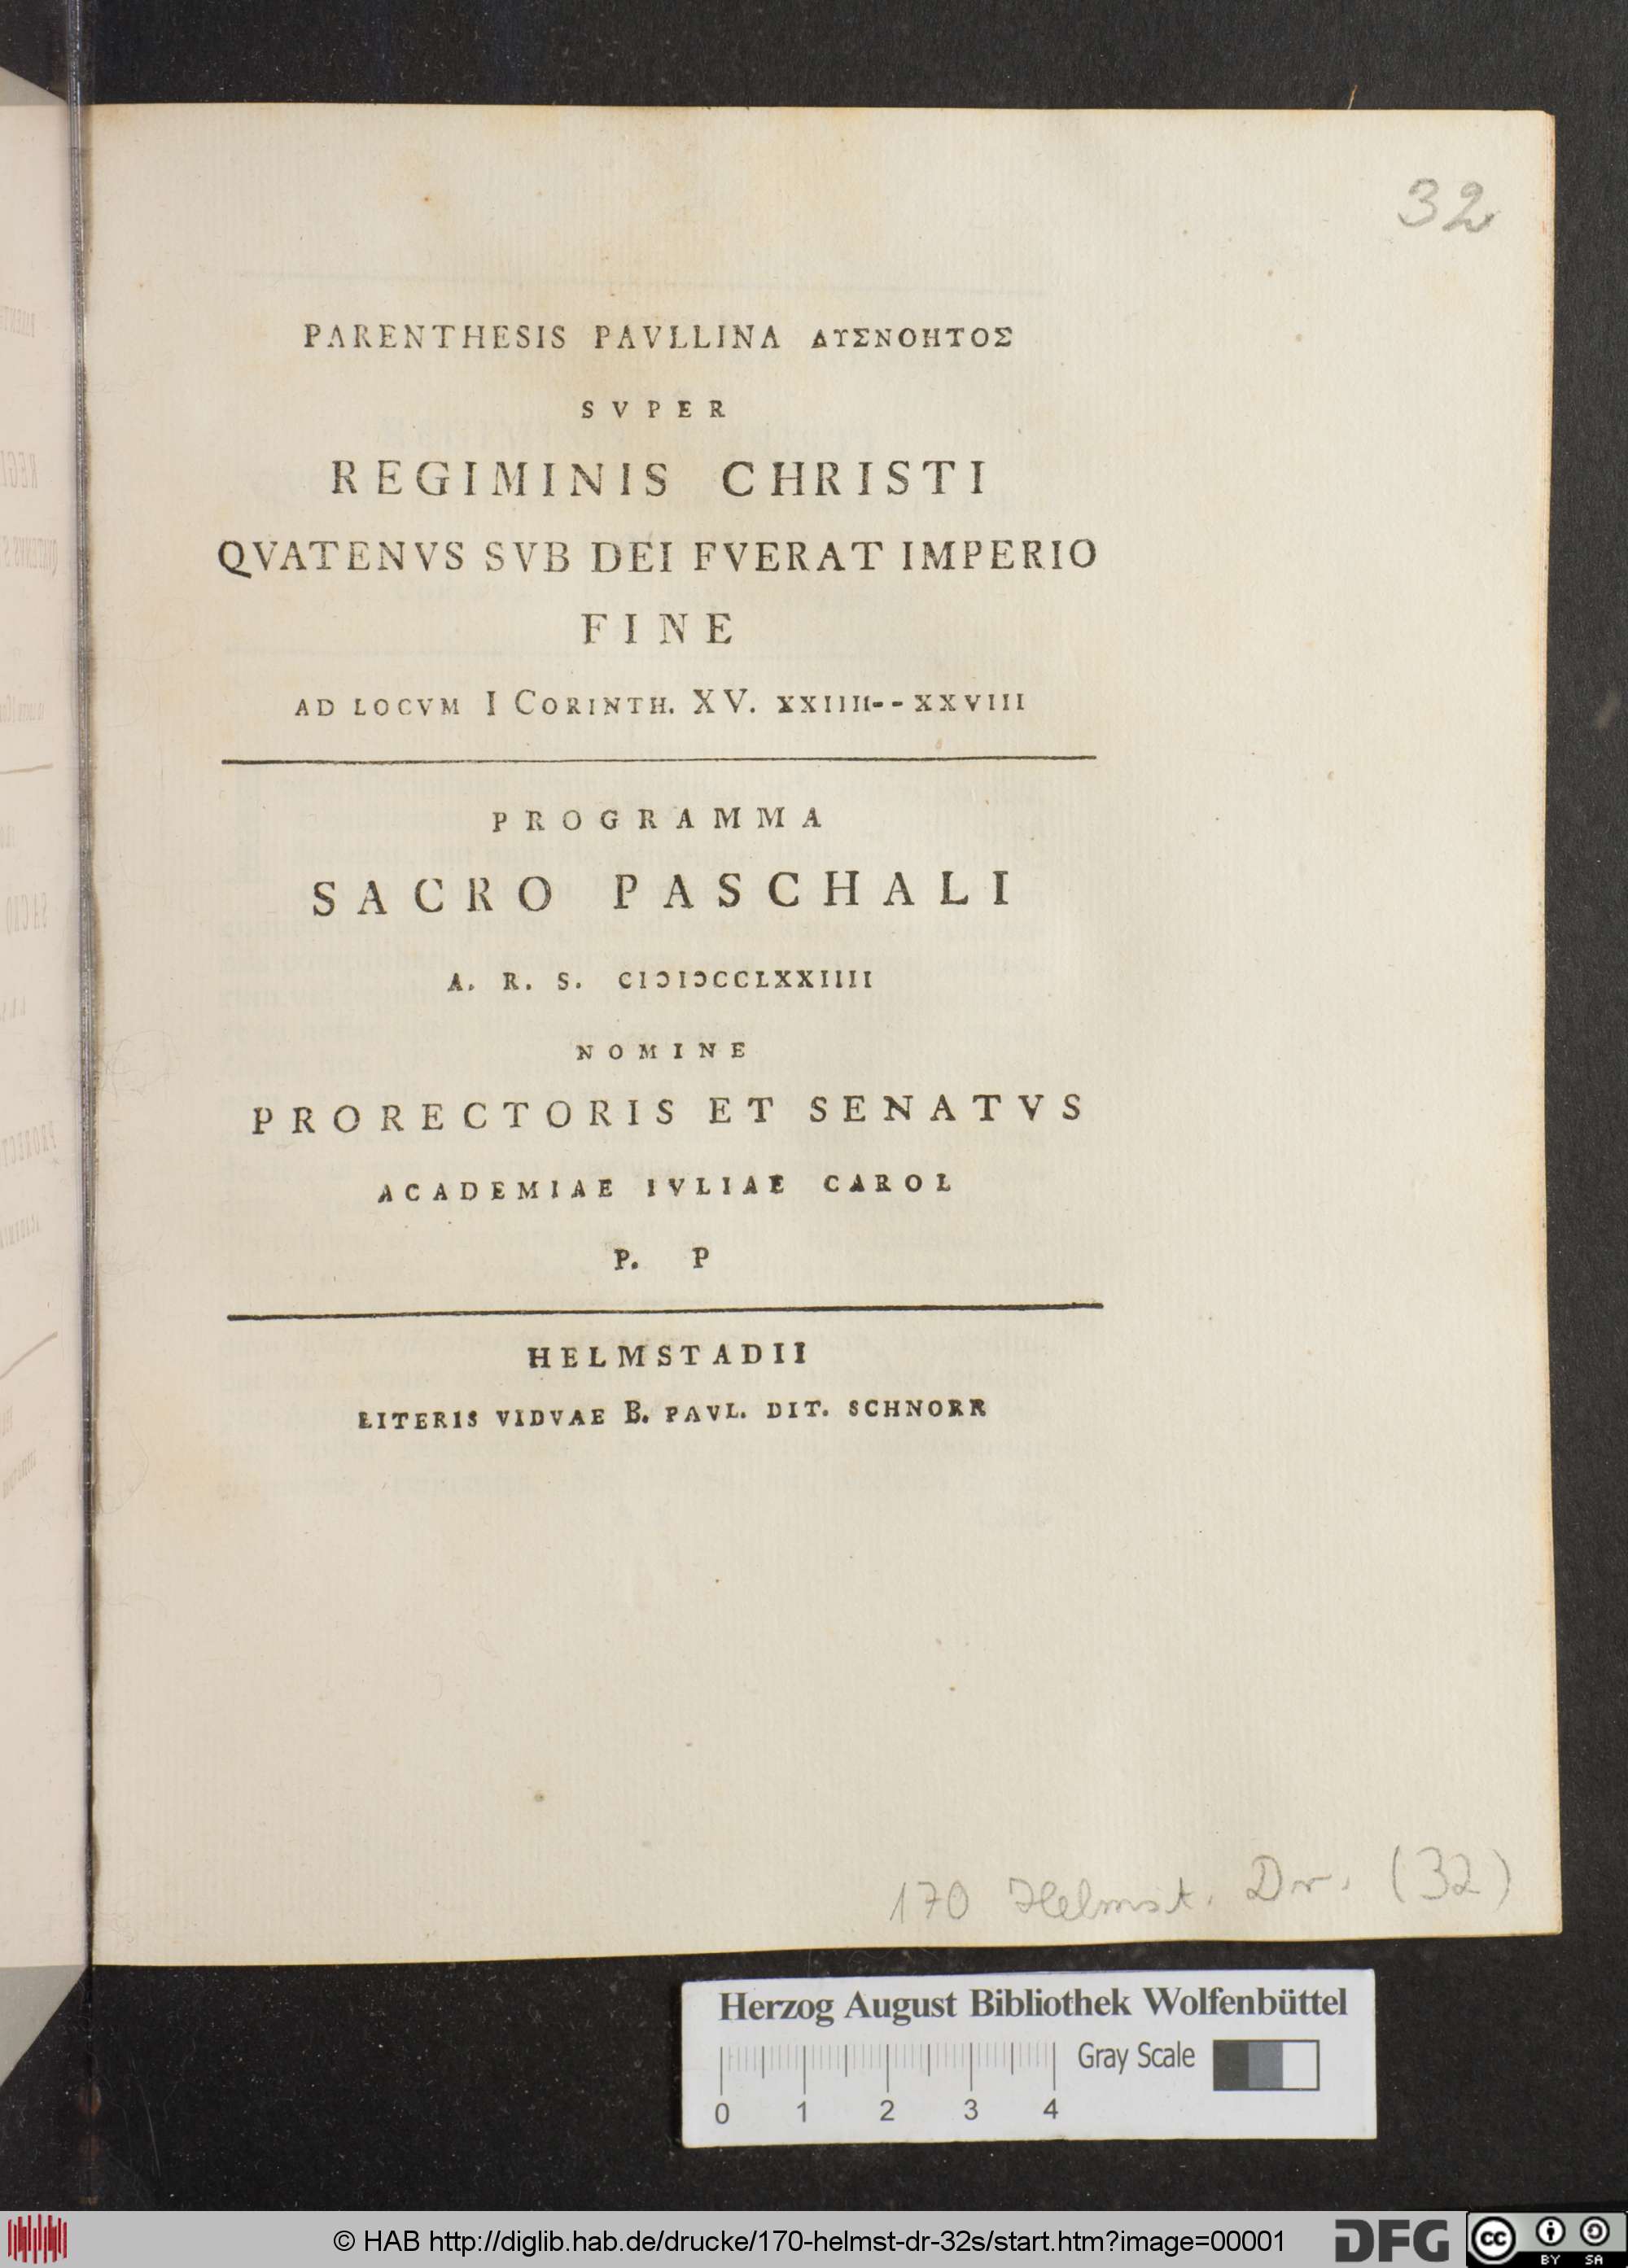 32
PARENTHESIS PAVLLINA ΔΥΣΝΟΗΤΟΣ
SVPER
REGIMINIS CHRISTI
QVATENVS SVB DEI FVERAT IMPERIO
FINE
AD LOCVM I CORINTH. XV. XXIIII--XXVIII
PROGRAMMA
SACRO PASCHALI
A. R. S. CIƆIƆCCLXXIIII
NOMINE
PRORECTORIS ET SENATVS
ACADEMIAE IVLIAE CAROL
P. P
HELMSTADII
LITERIS VIDVAE B. PAVL. DIT. SCHNORR
170 Helmst. Dr. (32)
Herzog August Bibliothek Wolfenbüttel
Gray Scale
0 1 2 3 4
© HAB http://diglib.hab.de/drucke/170-helmst-dr-32s/start.htm?image=00001
DFG
cc BY SA